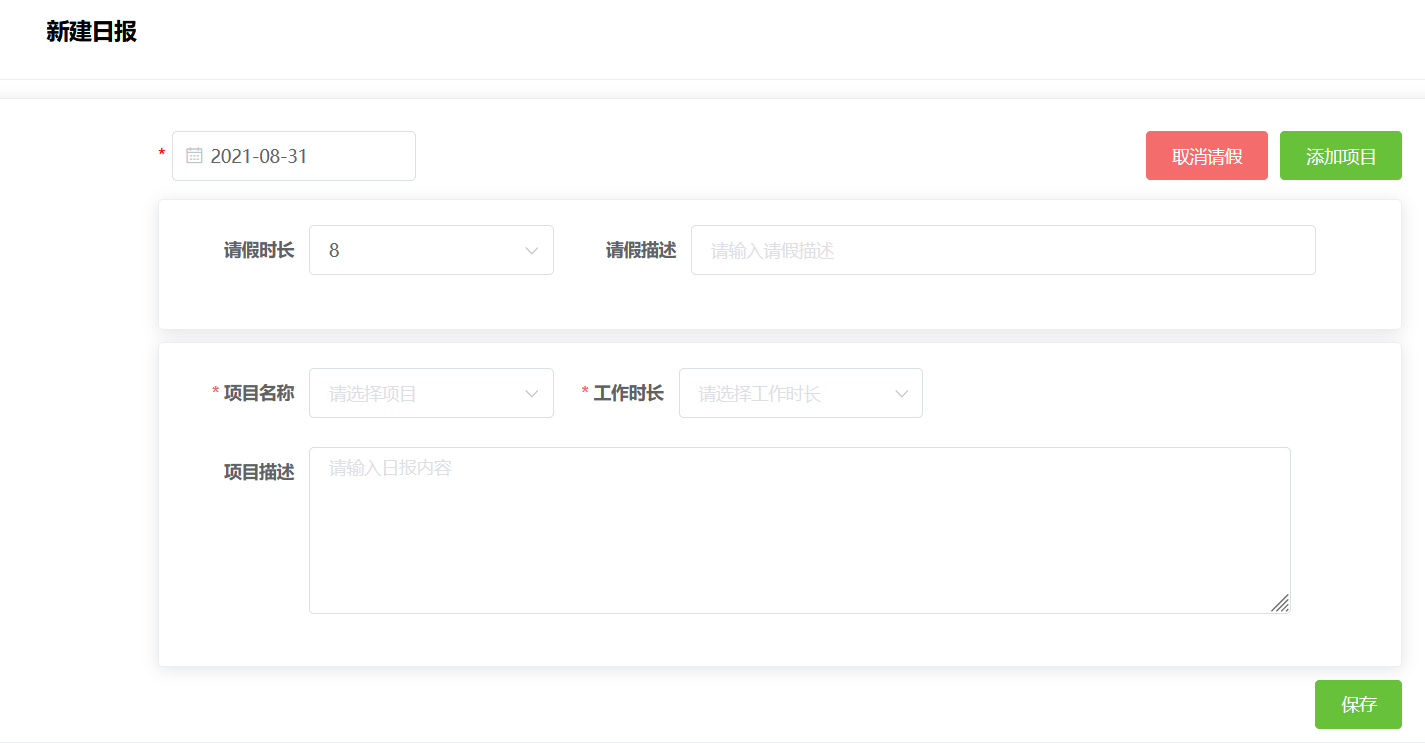 新建日报
* 2021-08-31 取消请假 添加项目
请假时长 8 请假描述 请输入请假描述
* 项目名称 请选择项目 * 工作时长 请选择工作时长
项目描述 请输入日报内容
保存